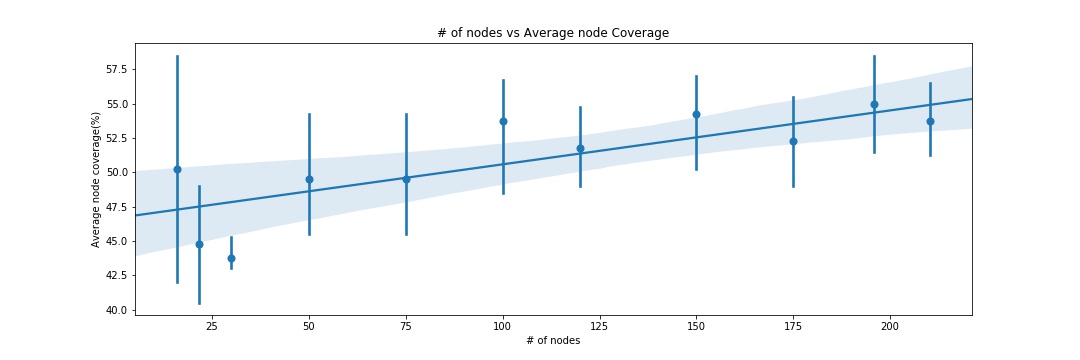 # of nodes vs Average node Coverage
Average node coverage(%)
57.5
55.0
52.5
50.0
47.5
45.0
42.5
40.0
25 50 75 100 125 150 175 200
# of nodes